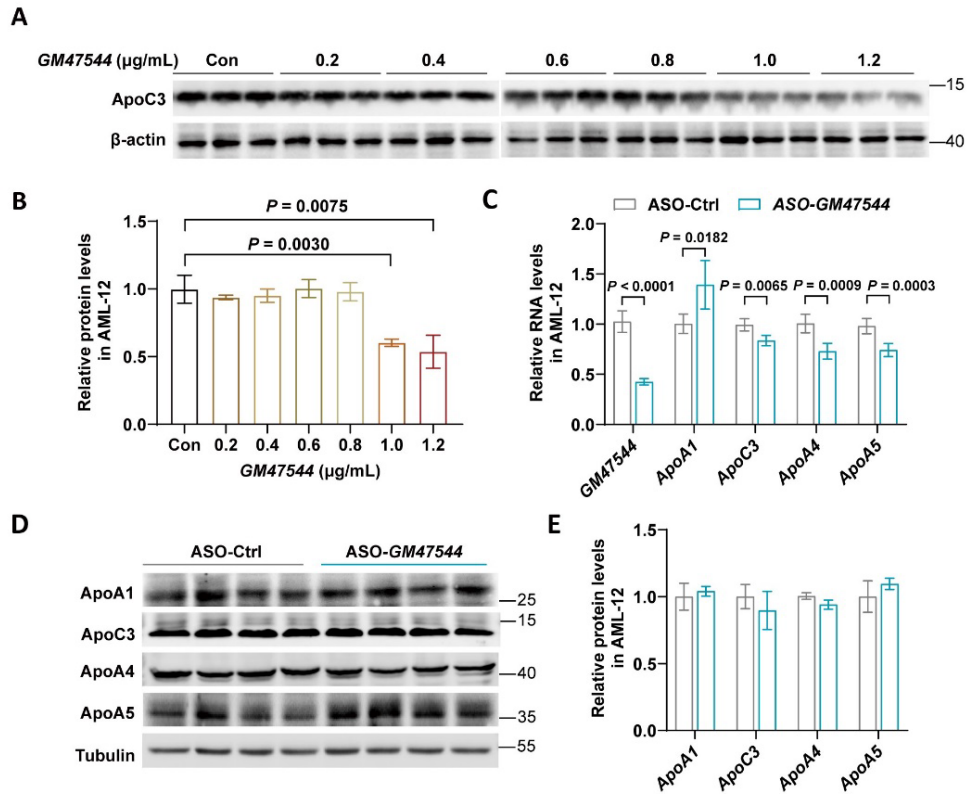 A
GM47544 (μg/mL) Con 0.2 0.4 0.6 0.8 1.0 1.2
ApoC3 15
β-actin 40
B
P = 0.0075
P = 0.0030
Relative protein levels
in AML-12
1.5
1.0
0.5
0.0
Con 0.2 0.4 0.6 0.8 1.0 1.2
GM47544 (μg/mL)
C
ASO-Ctrl ASO-GM47544
Relative RNA levels
in AML-12
2.0
1.5
1.0
0.5
0.0
P = 0.0182
P < 0.0001 P = 0.0065 P = 0.0009 P = 0.0003
GM47544 ApoA1 ApoC3 ApoA4 ApoA5
D
ASO-Ctrl ASO-GM47544
ApoA1 25
15
ApoC3
ApoA4 40
ApoA5 35
Tubulin 55
E
Relative protein levels
in AML-12
1.5
1.0
0.5
0.0
ApoA1 ApoC3 ApoA4 ApoA5